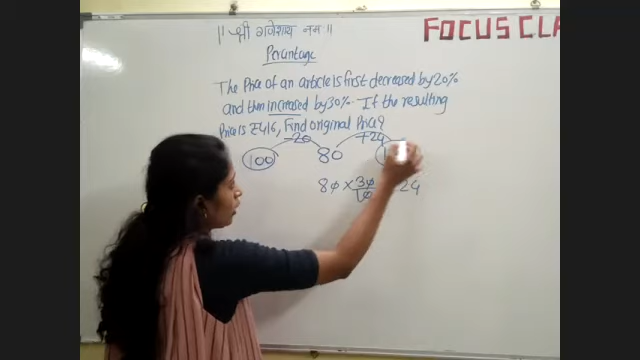 || श्री गणेशाय नमः ||
FOCUS CLA
Percentage
The Price of an article is first decreased by 20%
and then increased by 30%. If the resulting
Price is ₹416, Find original Price?
-20 +24
100 80 1
80 × 30/100 24